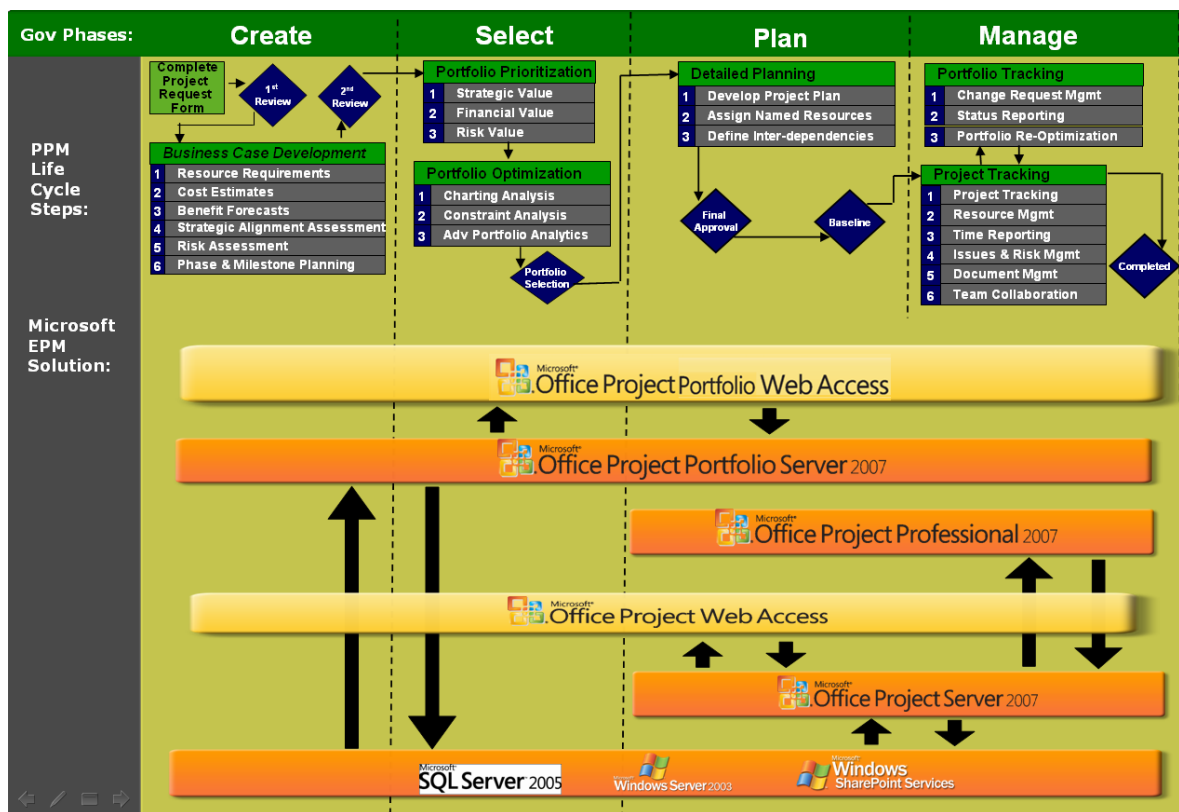 Gov Phases:
Create
Select
Plan
Manage
PPM
Life
Cycle
Steps:
Complete
Project
Request
Form
1st
Review
2nd
Review
Business Case Development
1 Resource Requirements
2 Cost Estimates
3 Benefit Forecasts
4 Strategic Alignment Assessment
5 Risk Assessment
6 Phase & Milestone Planning
Portfolio Prioritization
1 Strategic Value
2 Financial Value
3 Risk Value
Portfolio Optimization
1 Charting Analysis
2 Constraint Analysis
3 Adv Portfolio Analytics
Portfolio
Selection
Detailed Planning
1 Develop Project Plan
2 Assign Named Resources
3 Define Inter-dependencies
Final
Approval
Baseline
Portfolio Tracking
1 Change Request Mgmt
2 Status Reporting
3 Portfolio Re-Optimization
Project Tracking
1 Project Tracking
2 Resource Mgmt
3 Time Reporting
4 Issues & Risk Mgmt
5 Document Mgmt
6 Team Collaboration
Completed
Microsoft
EPM
Solution:
Microsoft®
Office Project Portfolio Web Access
Microsoft®
Office Project Portfolio Server 2007
Microsoft®
Office Project Professional 2007
Microsoft®
Office Project Web Access
Microsoft®
Office Project Server 2007
Microsoft®
SQL Server™ 2005
Microsoft®
Windows Server 2003
Microsoft®
Windows
SharePoint Services